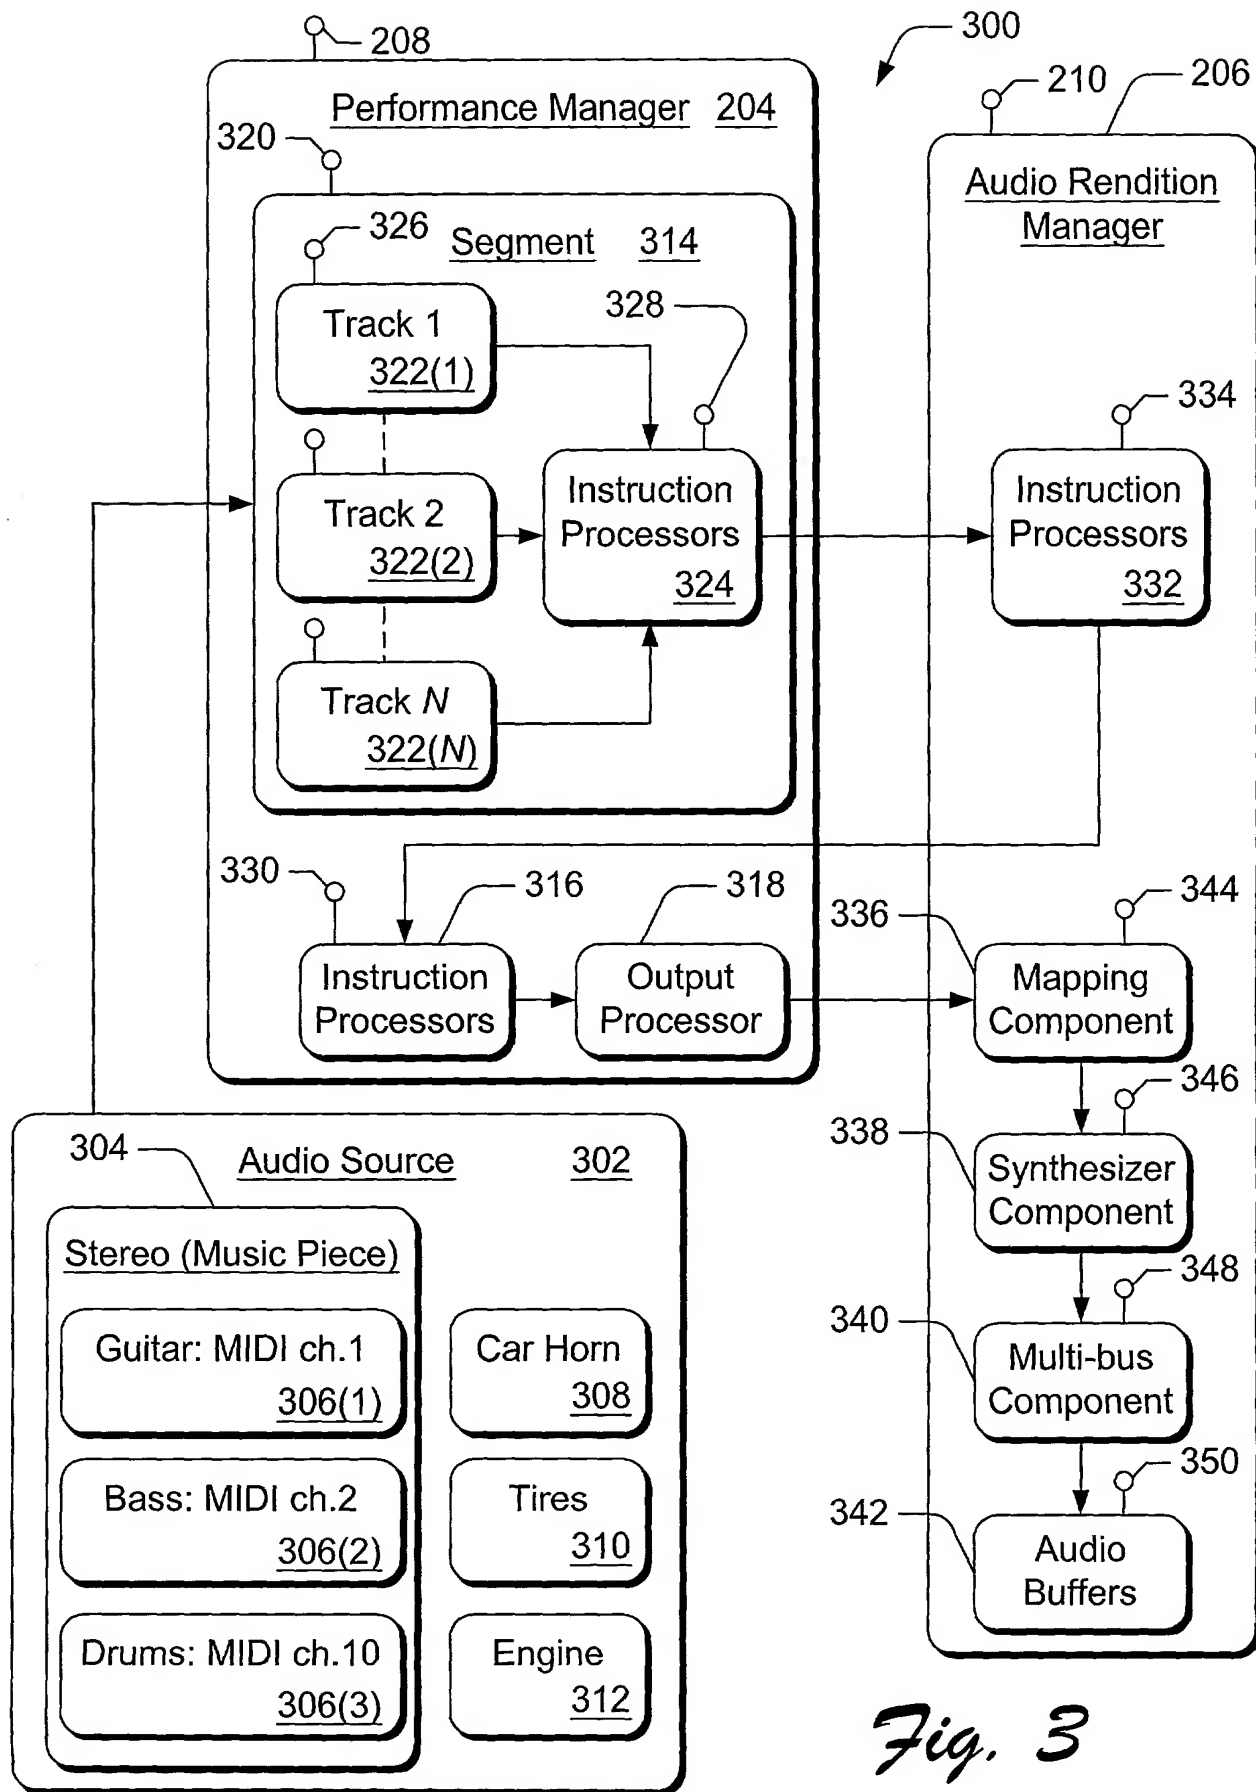 300
208
210
206
Performance Manager 204
320
Audio Rendition
Manager
326
Segment 314
328
Track 1
322(1)
334
Track 2
322(2)
Instruction
Processors
324
Instruction
Processors
332
Track N
322(N)
330
316
318
336
344
Instruction
Processors
Output
Processor
Mapping
Component
346
338
Synthesizer
Component
304
Audio Source 302
Stereo (Music Piece)
348
340
Multi-bus
Component
Guitar: MIDI ch.1
306(1)
Car Horn
308
350
342
Audio
Buffers
Bass: MIDI ch.2
306(2)
Tires
310
Drums: MIDI ch.10
306(3)
Engine
312
Fig. 3